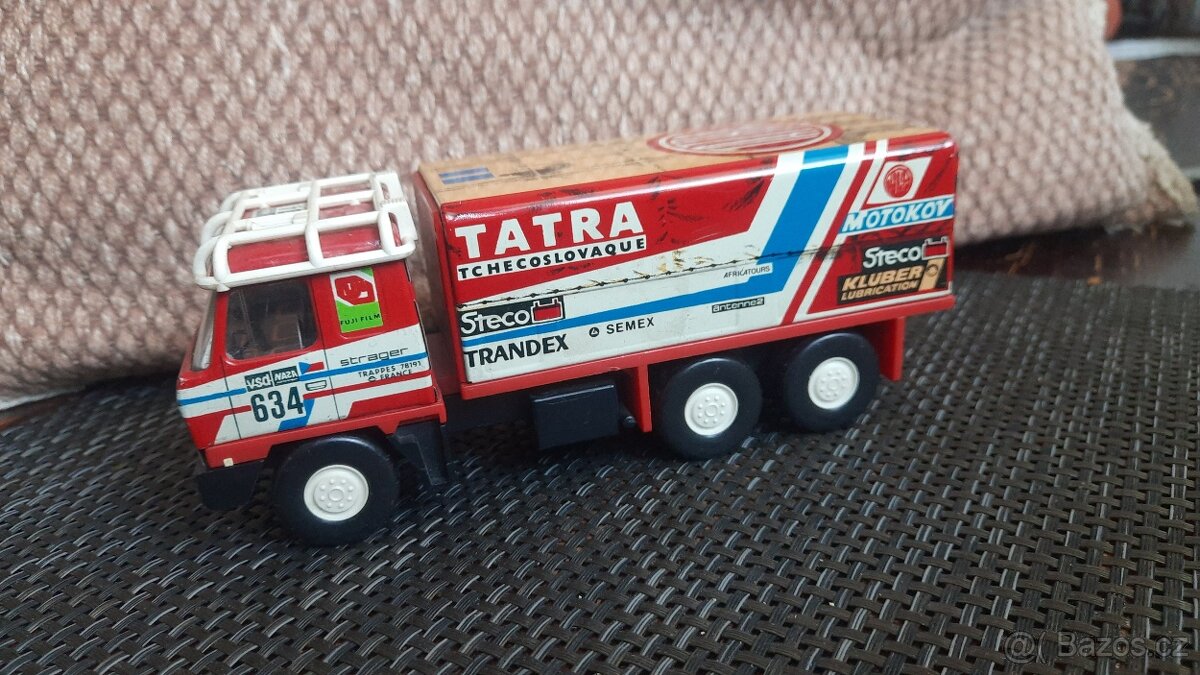 TATRA
TCHECOSLOVAQUE
MOTOKOV
Steco
KLUBER
LUBRICATION
AFRICATOURS
antenne2
Steco
SEMEX
TRANDEX
FUJI FILM
strager
TRAPPES 78191
FRANCE
VSD
634
@( Bazos.cz